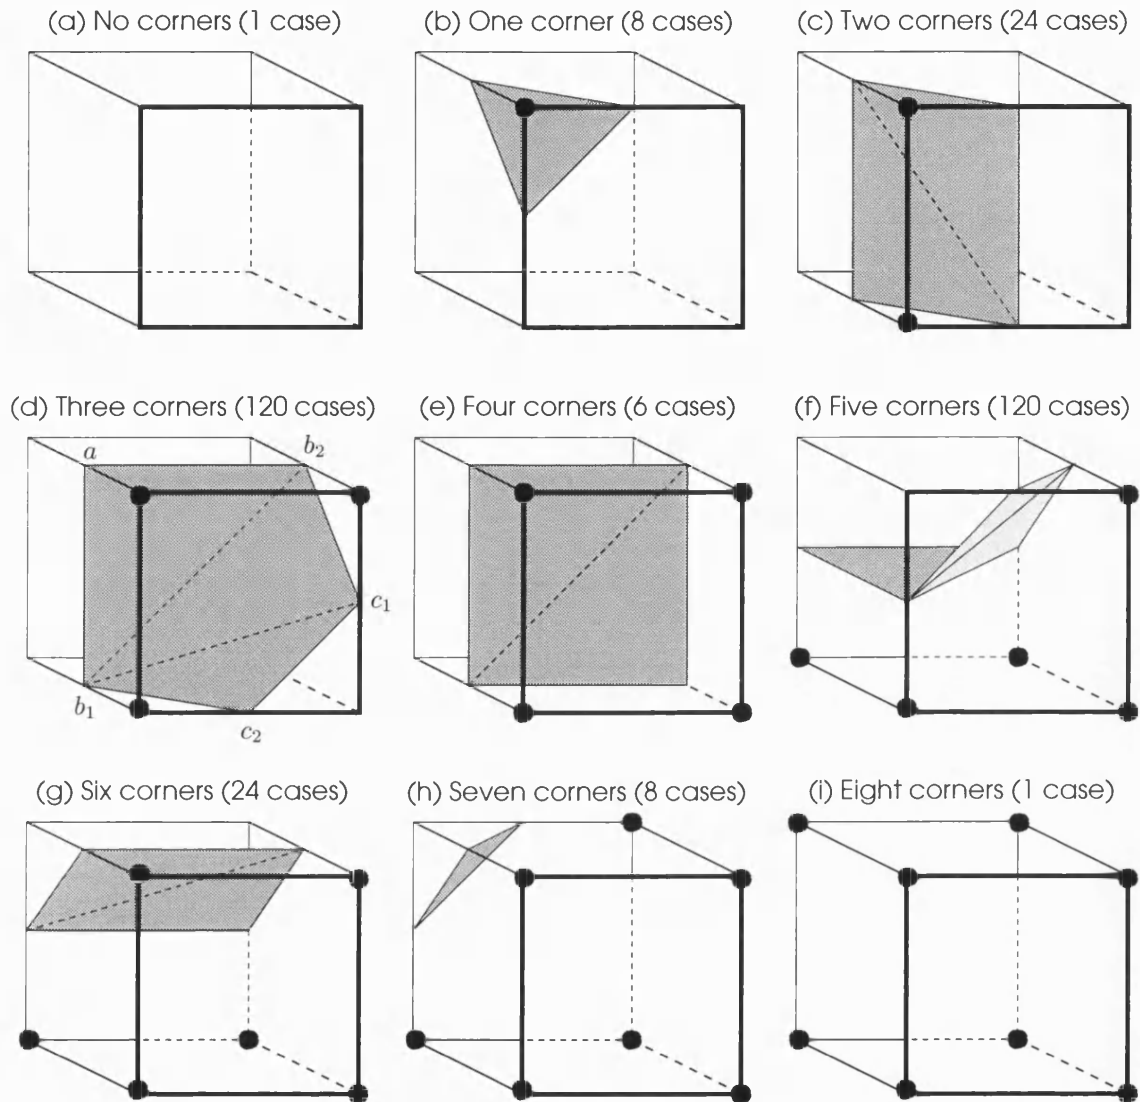 (a) No corners (1 case)
(b) One corner (8 cases)
(c) Two corners (24 cases)
(d) Three corners (120 cases)
(e) Four corners (6 cases)
(f) Five corners (120 cases)
a
b₂
c₁
b₁
c₂
(g) Six corners (24 cases)
(h) Seven corners (8 cases)
(i) Eight corners (1 case)